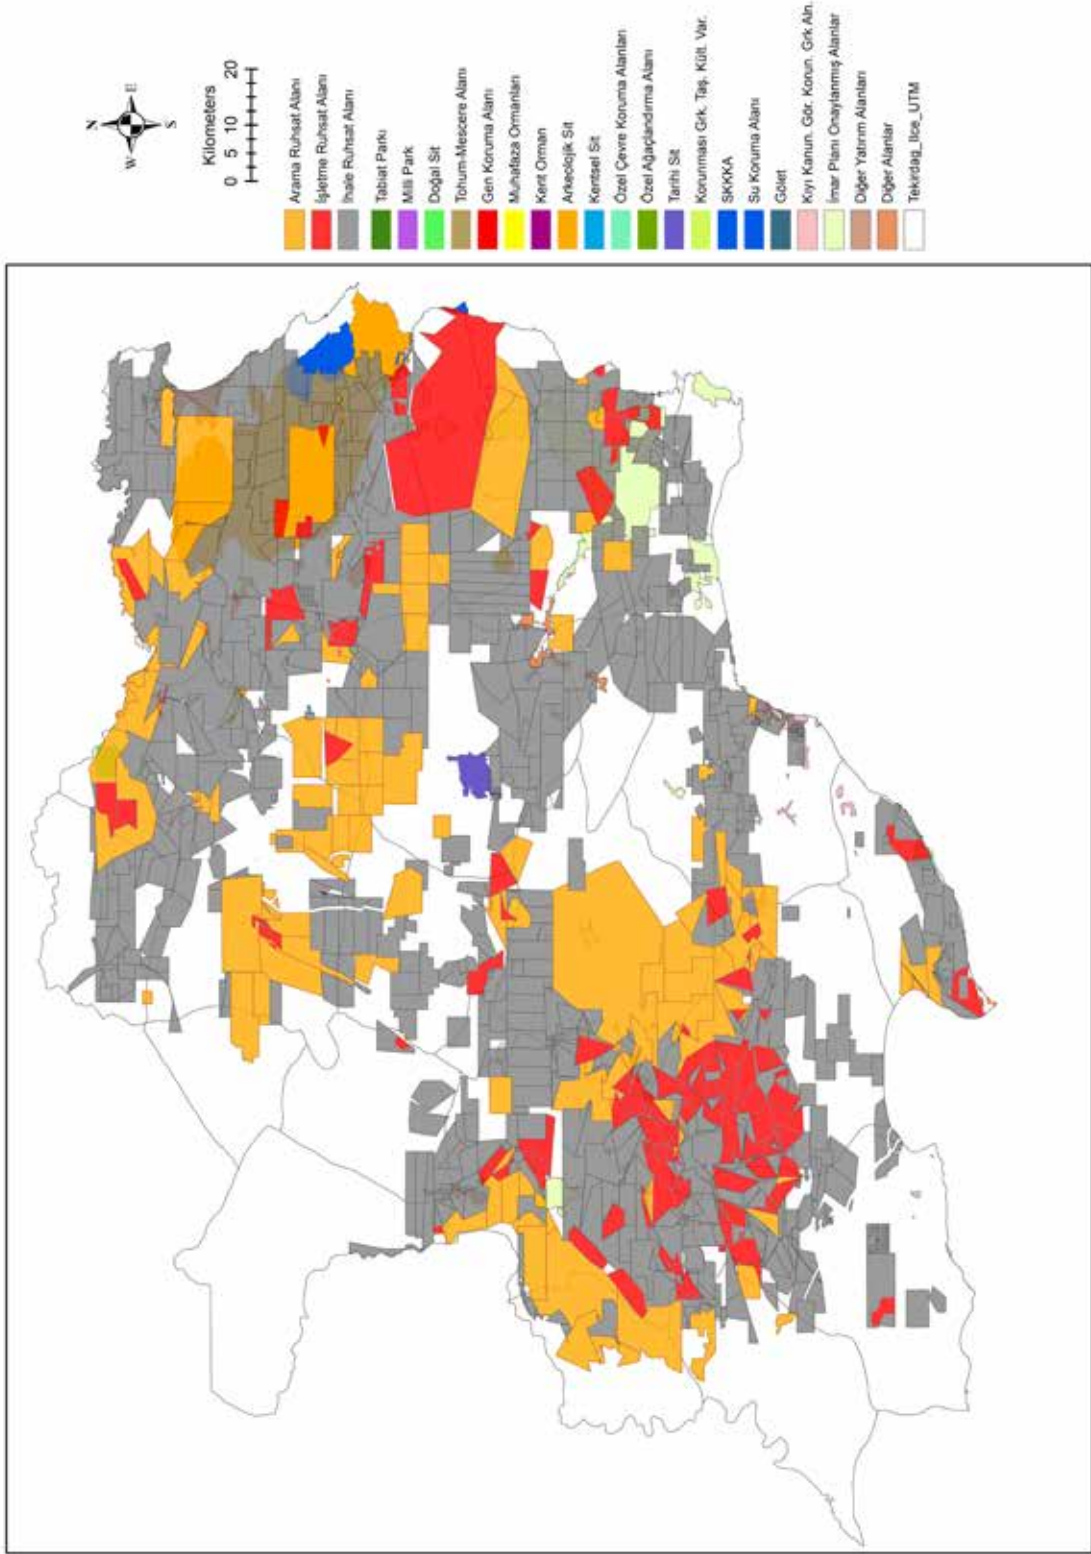 N
W E
S
Kilometers
0 5 10 20
Arama Ruhsat Alanı
İşletme Ruhsat Alanı
İhale Ruhsat Alanı
Tabiat Parkı
Milli Park
Doğal Sit
Tohum-Mescere Alanı
Gen Koruma Alanı
Muhafaza Ormanları
Kent Orman
Arkeolojik Sit
Kentsel Sit
Özel Çevre Koruma Alanları
Özel Ağaçlandırma Alanı
Tarihi Sit
Korunması Grk. Taş. Kült. Var.
SKKKA
Su Koruma Alanı
Gölet
Kıyı Kanun. Gör. Korun. Grk Aln.
İmar Planı Onaylanmış Alanlar
Diğer Yatırım Alanları
Diğer Alanlar
Tekirdag_Ilce_UTM